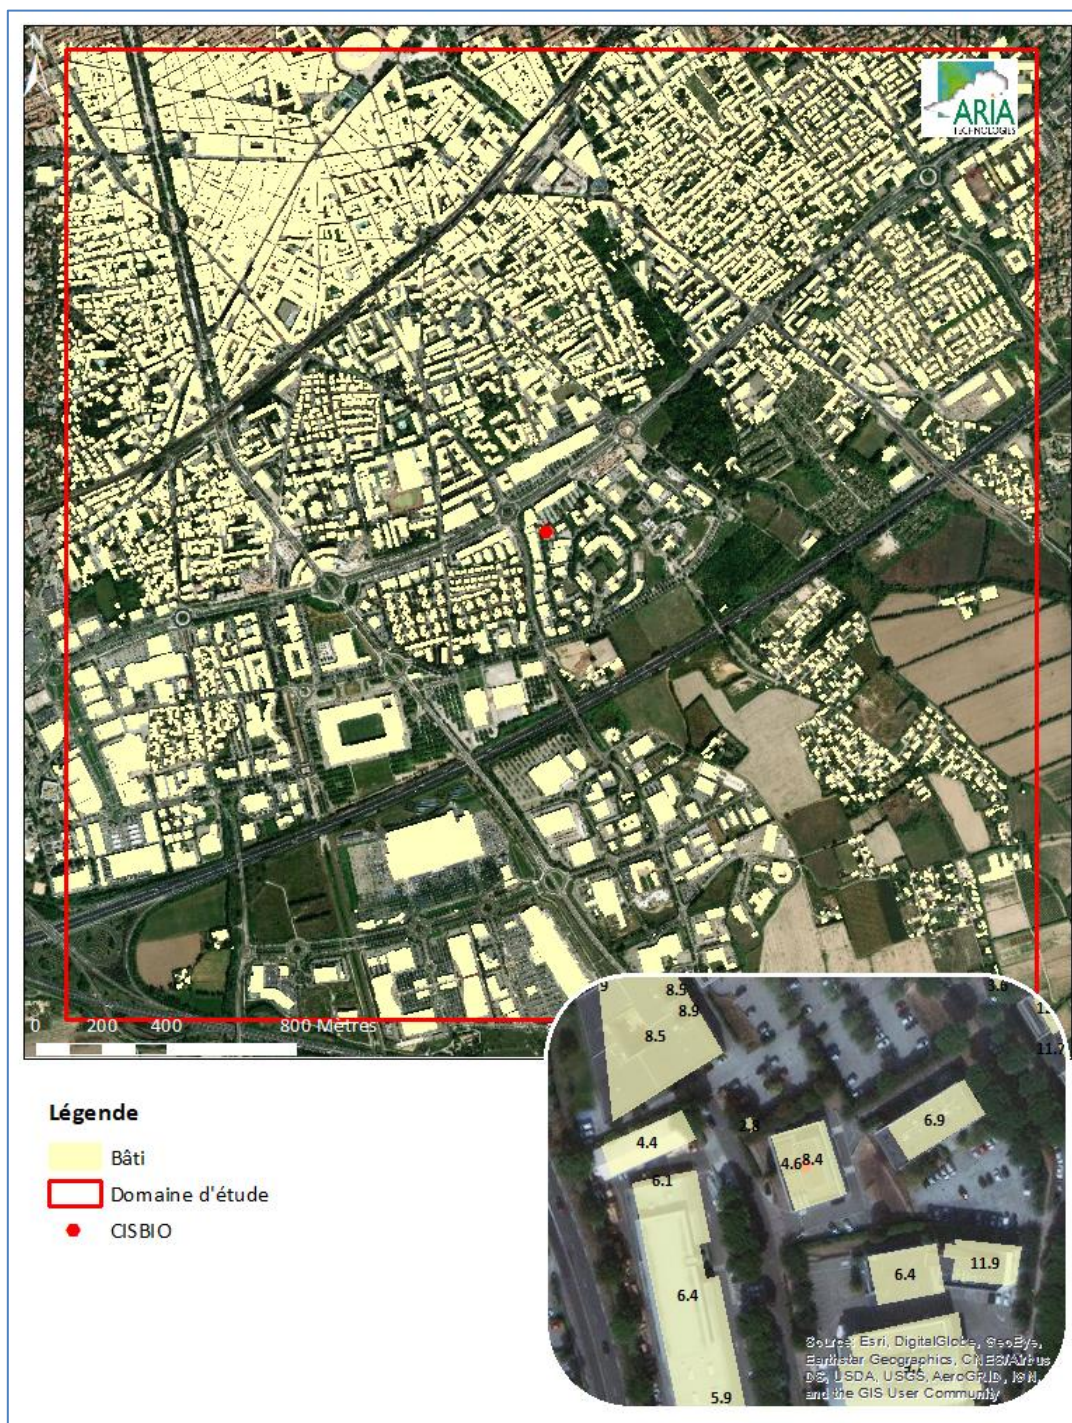 N
ARIA
TECHNOLOGIES
0 200 400 800 Mètres
Légende
Bâti
Domaine d'étude
CISBIO
9 8.9 3.6
8.9
8.5
11.7
2.8
4.4 6.9
4.6 8.4
6.1
6.4 11.9
6.4
5.9
Source: Esri, DigitalGlobe, GeoEye,
Earthstar Geographics, CNES/Airbus
DS, USDA, USGS, AeroGRID, IGN,
and the GIS User Community